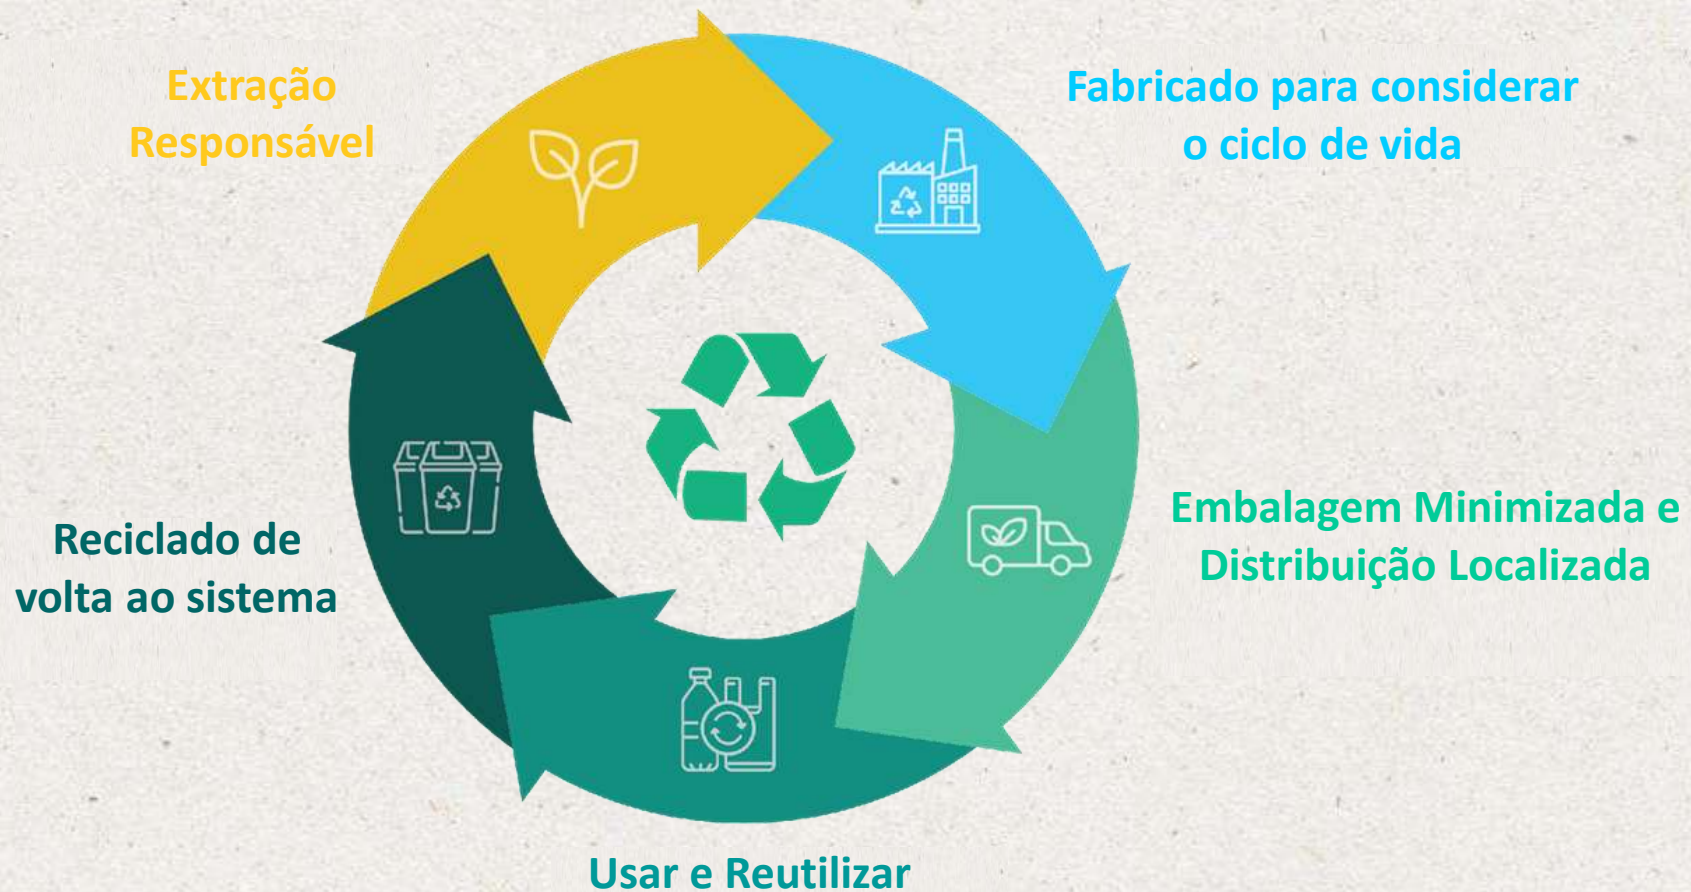 Extração
Responsável
Fabricado para considerar
o ciclo de vida
Embalagem Minimizada e
Distribuição Localizada
Usar e Reutilizar
Reciclado de
volta ao sistema